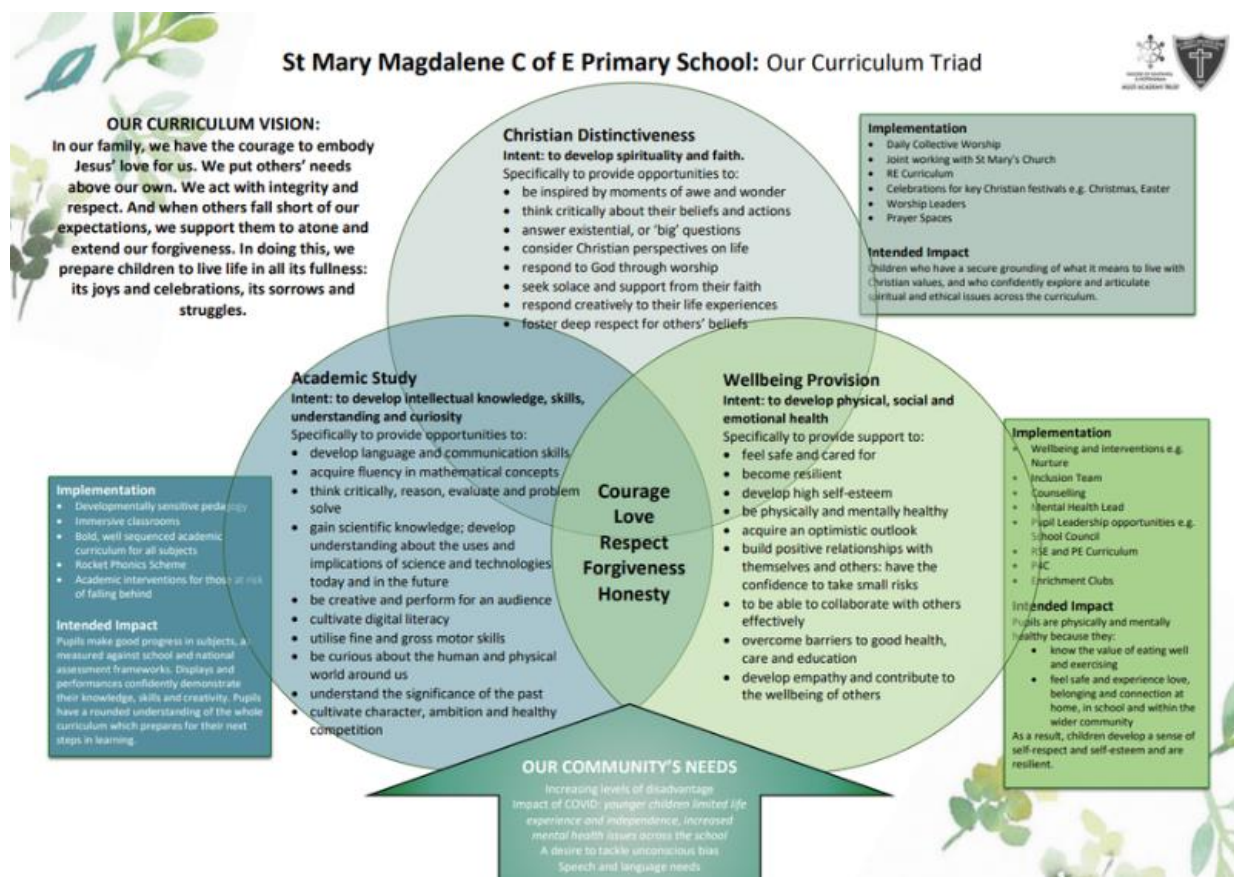 St Mary Magdalene C of E Primary School: Our Curriculum Triad
OUR CURRICULUM VISION:
In our family, we have the courage to embody
Jesus' love for us. We put others' needs
above our own. We act with integrity and
respect. And when others fall short of our
expectations, we support them to atone and
extend our forgiveness. In doing this, we
prepare children to live life in all its fullness:
its joys and celebrations, its sorrows and
struggles.
Christian Distinctiveness
Intent: to develop spirituality and faith.
Specifically to provide opportunities to:
• be inspired by moments of awe and wonder
• think critically about their beliefs and actions
• answer existential, or 'big' questions
• consider Christian perspectives on life
• respond to God through worship
• seek solace and support from their faith
• respond creatively to their life experiences
• foster deep respect for others' beliefs
Implementation
• Daily Collective Worship
• Joint working with St Mary's Church
• RE Curriculum
• Celebrations for key Christian festivals e.g. Christmas, Easter
• Worship Leaders
• Prayer Spaces
Intended Impact
Children who have a secure grounding of what it means to live with
Christian values, and who confidently explore and articulate
spiritual and ethical issues across the curriculum.
Academic Study
Intent: to develop intellectual knowledge, skills,
understanding and curiosity
Specifically to provide opportunities to:
• develop language and communication skills
• acquire fluency in mathematical concepts
• think critically, reason, evaluate and problem
solve
• gain scientific knowledge; develop
understanding about the uses and
implications of science and technologies
today and in the future
• be creative and perform for an audience
• cultivate digital literacy
• utilise fine and gross motor skills
• be curious about the human and physical
world around us
• understand the significance of the past
• cultivate character, ambition and healthy
competition
Implementation
• Developmentally sensitive pedagogy
• Immersive classrooms
• Bold, well sequenced academic
curriculum for all subjects
• Rocket Phonics Scheme
• Academic interventions for those at risk
of falling behind
Intended Impact
Pupils make good progress in subjects, as
measured against school and national
assessment frameworks. Displays and
performances confidently demonstrate
their knowledge, skills and creativity. Pupils
have a rounded understanding of the whole
curriculum which prepares for their next
steps in learning.
Courage
Love
Respect
Forgiveness
Honesty
Wellbeing Provision
Intent: to develop physical, social and
emotional health
Specifically to provide support to:
• feel safe and cared for
• become resilient
• develop high self-esteem
• be physically and mentally healthy
• acquire an optimistic outlook
• build positive relationships with
themselves and others: have the
confidence to take small risks
• to be able to collaborate with others
effectively
• overcome barriers to good health,
care and education
• develop empathy and contribute to
the wellbeing of others
Implementation
• Wellbeing and interventions e.g.
Nurture
• Inclusion Team
• Counselling
• Mental Health Lead
• Pupil Leadership opportunities e.g.
School Council
• RSE and PE Curriculum
• P4C
• Enrichment Clubs
Intended Impact
Pupils are physically and mentally
healthy because they:
• know the value of eating well
and exercising
• feel safe and experience love,
belonging and connection at
home, in school and within the
wider community
As a result, children develop a sense of
self-respect and self-esteem and are
resilient.
OUR COMMUNITY'S NEEDS
Increasing levels of disadvantage
Impact of COVID: younger children limited life
experience and independence, increased
mental health issues across the school
A desire to tackle unconscious bias
Speech and language needs